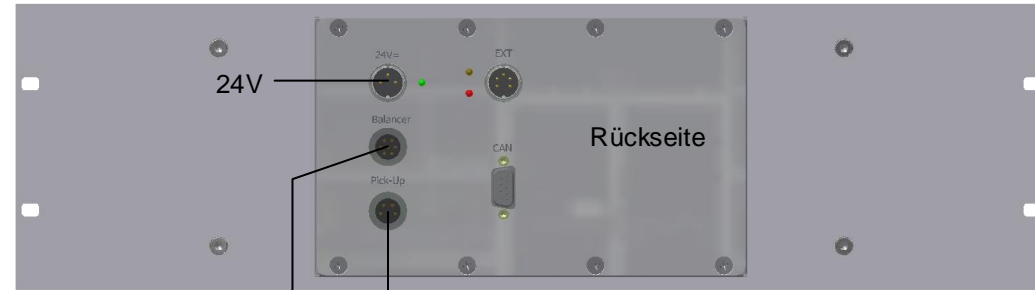 24V=
EXT
24V
Balancer
Rückseite
CAN
Pick-Up